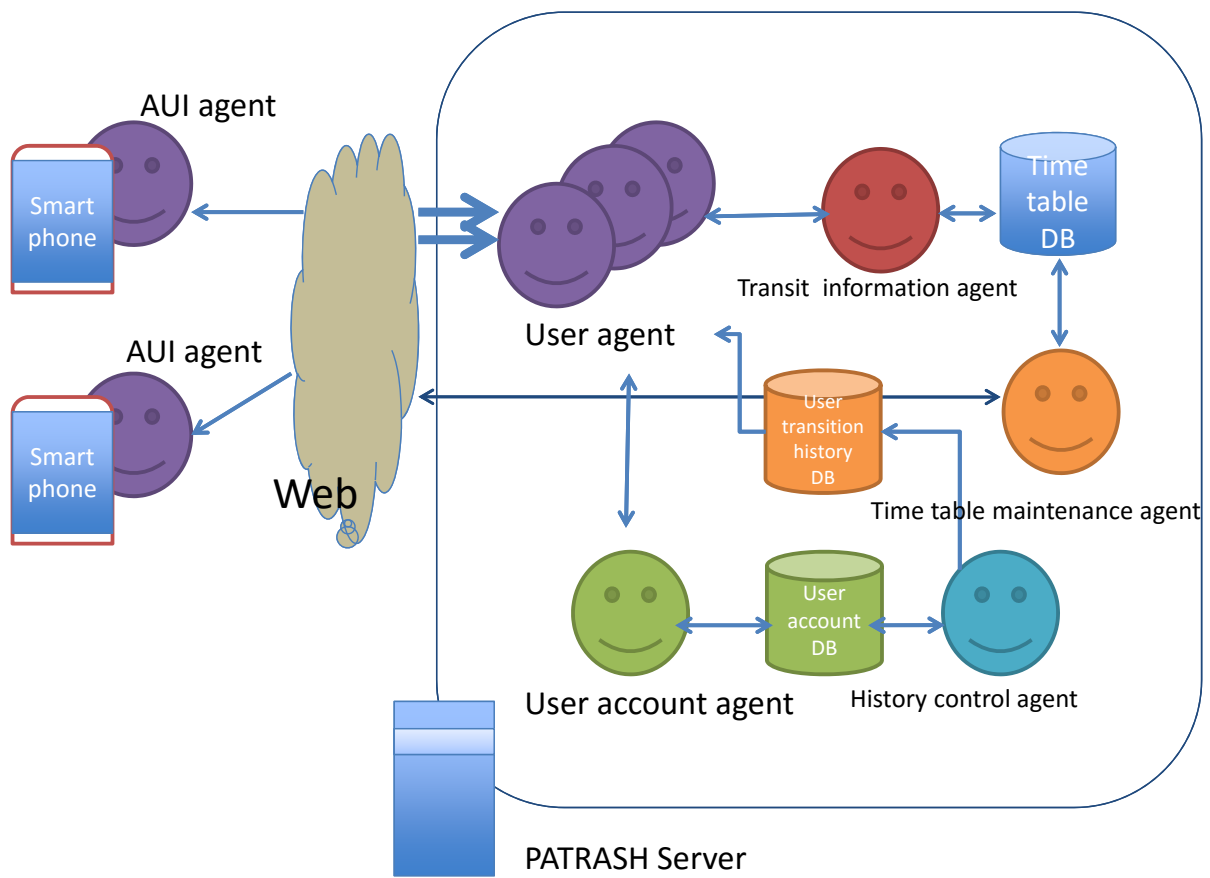 AUI agent
Smart
phone
AUI agent
Smart
phone
Web
User agent
Transit  information agent
Time
table
DB
User
transition
history
DB
Time table maintenance agent
User account agent
User
account
DB
History control agent
PATRASH Server